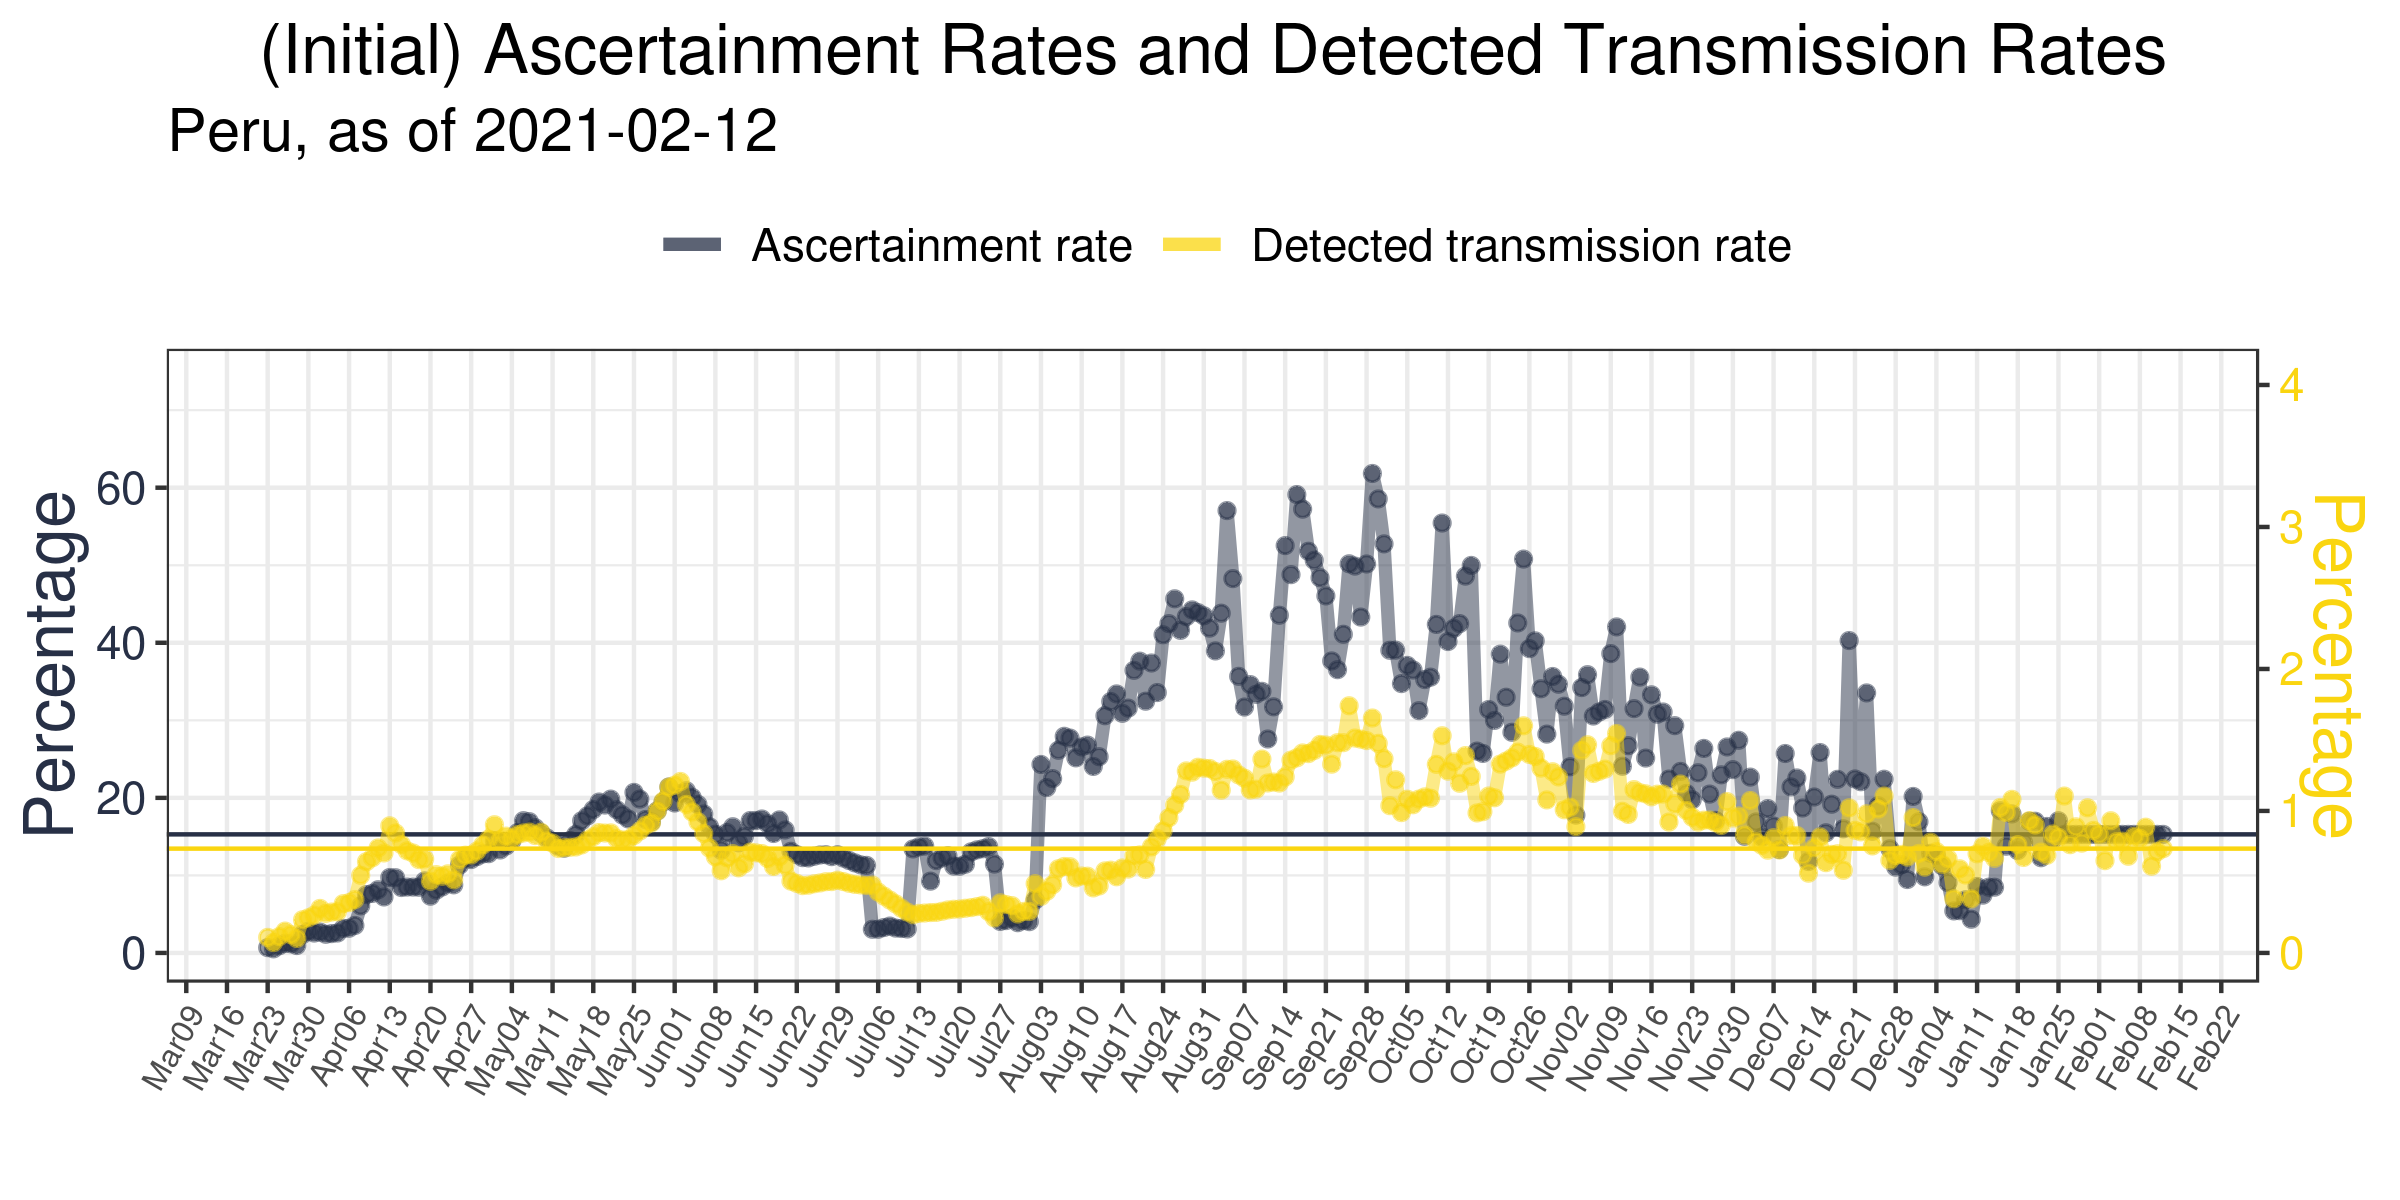 (Initial) Ascertainment Rates and Detected Transmission Rates
Peru, as of 2021-02-12
Ascertainment rate
Detected transmission rate
Percentage
60
40
20
0
4
3
2
1
0
Percentage
Mar09
Mar16
Mar23
Mar30
Apr06
Apr13
Apr20
Apr27
May04
May11
May18
May25
Jun01
Jun08
Jun15
Jun22
Jun29
Jul06
Jul13
Jul20
Jul27
Aug03
Aug10
Aug17
Aug24
Aug31
Sep07
Sep14
Sep21
Sep28
Oct05
Oct12
Oct19
Oct26
Nov02
Nov09
Nov16
Nov23
Nov30
Dec07
Dec14
Dec21
Dec28
Jan04
Jan11
Jan18
Jan25
Feb01
Feb08
Feb15
Feb22